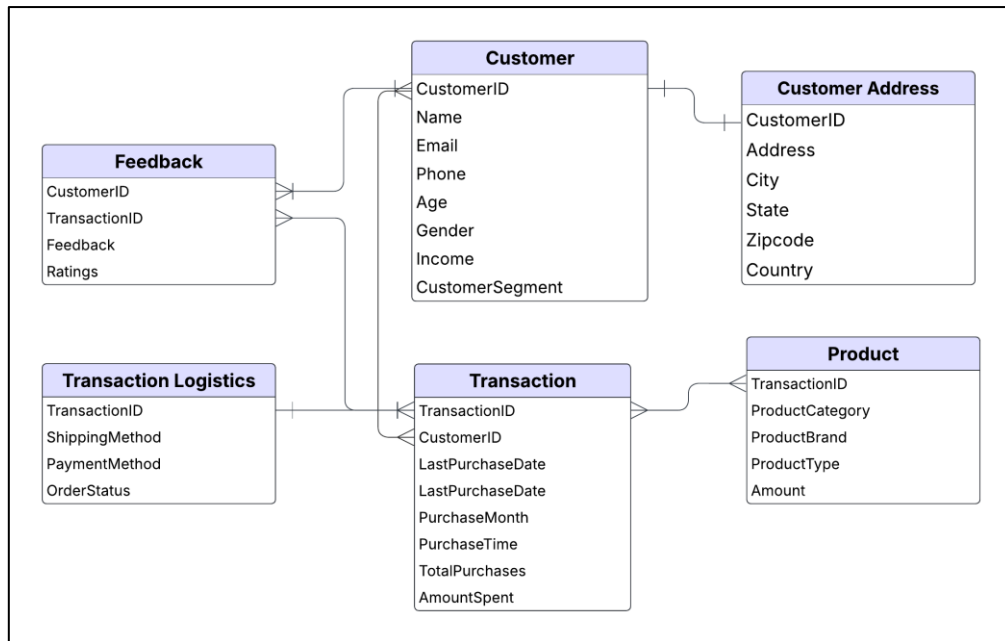 Customer
CustomerID
Name
Email
Phone
Age
Gender
Income
CustomerSegment
Customer Address
CustomerID
Address
City
State
Zipcode
Country
Feedback
CustomerID
TransactionID
Feedback
Ratings
Transaction Logistics
TransactionID
ShippingMethod
PaymentMethod
OrderStatus
Transaction
TransactionID
CustomerID
LastPurchaseDate
LastPurchaseDate
PurchaseMonth
PurchaseTime
TotalPurchases
AmountSpent
Product
TransactionID
ProductCategory
ProductBrand
ProductType
Amount